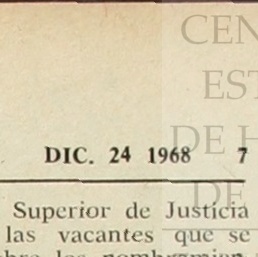 CEN
EST
DE H
DE
DIC. 24 1968 7
Superior de Justicia
las vacantes que se